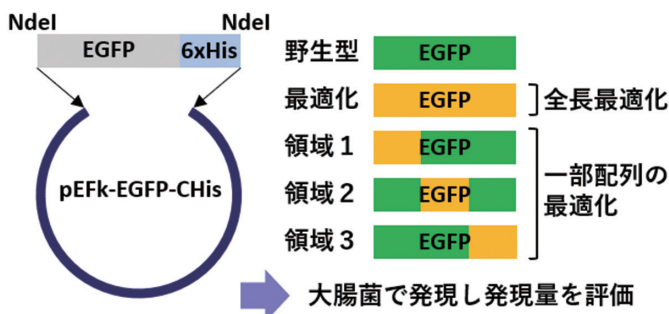 NdeI NdeI
EGFP 6xHis
pEFk-EGFP-CHis
野生型 EGFP
最適化 EGFP 全長最適化
領域1 EGFP
領域2 EGFP
領域3 EGFP
一部配列の
最適化
大腸菌で発現し発現量を評価